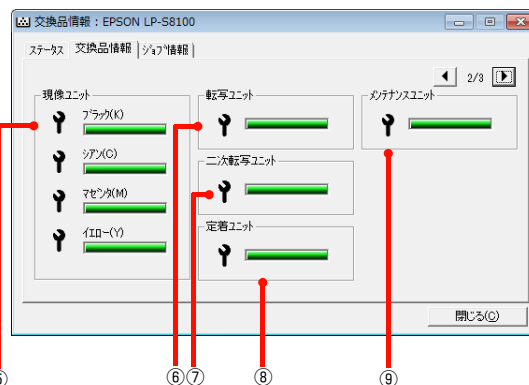 交換品情報：EPSON LP-S8100
ステータス 交換品情報 ジョブ情報
2/3
現像ユニット
ブラック(K)
シアン(C)
マゼンタ(M)
イエロー(Y)
転写ユニット
二次転写ユニット
定着ユニット
メンテナンスユニット
閉じる(C)
⑤ ⑥ ⑦ ⑧ ⑨